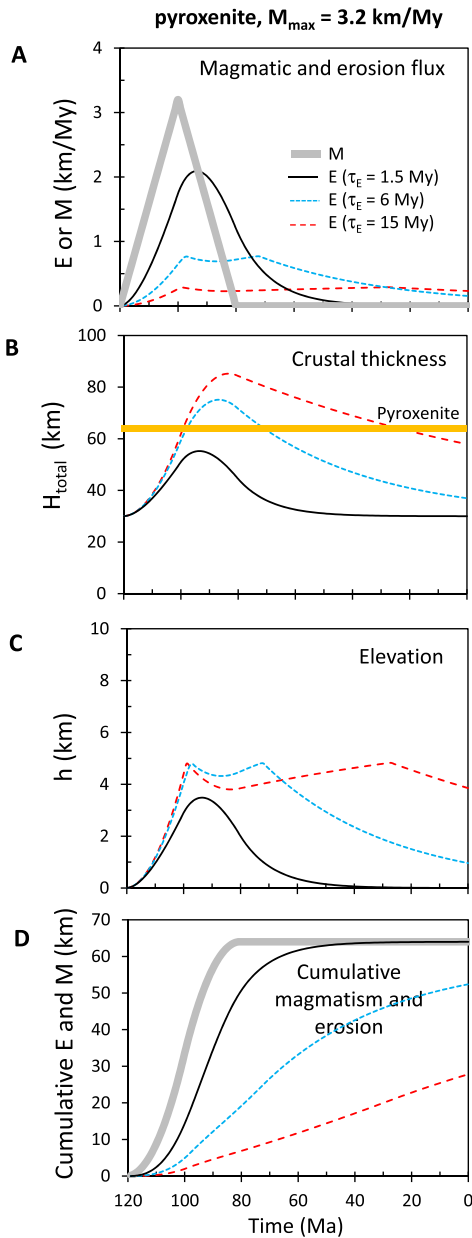 pyroxenite, Mmax = 3.2 km/My
A
Magmatic and erosion flux
E or M (km/My)
4
3
2
1
0
M
E (τE = 1.5 My)
E (τE = 6 My)
E (τE = 15 My)
B
Crustal thickness
Htotal (km)
100
80
60
40
20
0
Pyroxenite
C
Elevation
h (km)
10
8
6
4
2
0
D
Cumulative E and M (km)
70
60
50
40
30
20
10
0
Cumulative
magmatism and
erosion
120 100 80 60 40 20 0
Time (Ma)